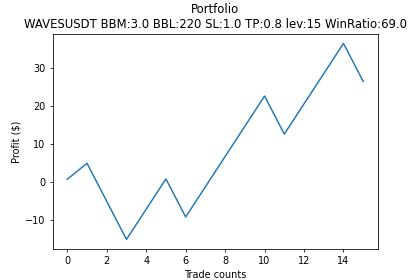 Portfolio
WAVESUSDT BBM:3.0 BBL:220 SL:1.0 TP:0.8 lev:15 WinRatio:69.0
30
20
10
0
−10
Profit ($)
0 2 4 6 8 10 12 14
Trade counts